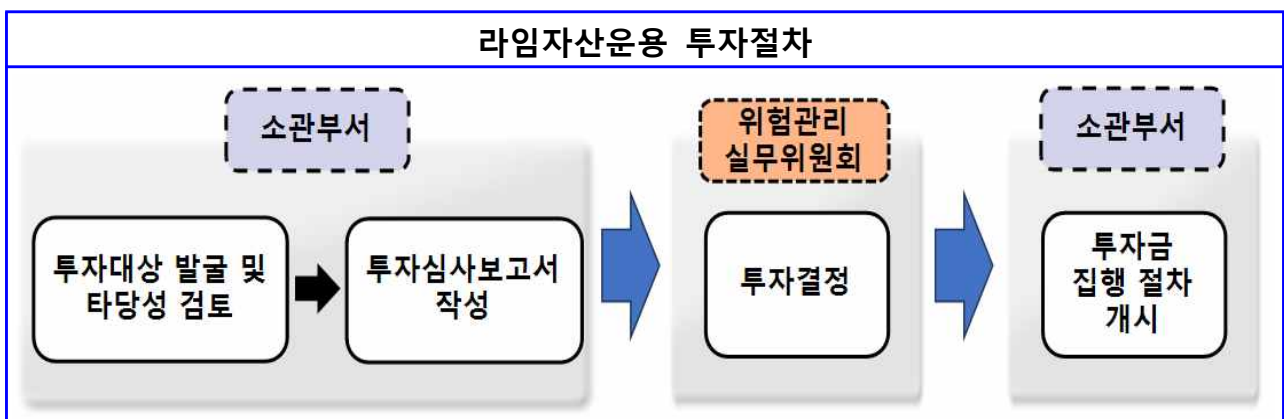 라임자산운용 투자절차
소관부서
투자대상 발굴 및
타당성 검토
투자심사보고서
작성
위험관리
실무위원회
투자결정
소관부서
투자금
집행 절차
개시